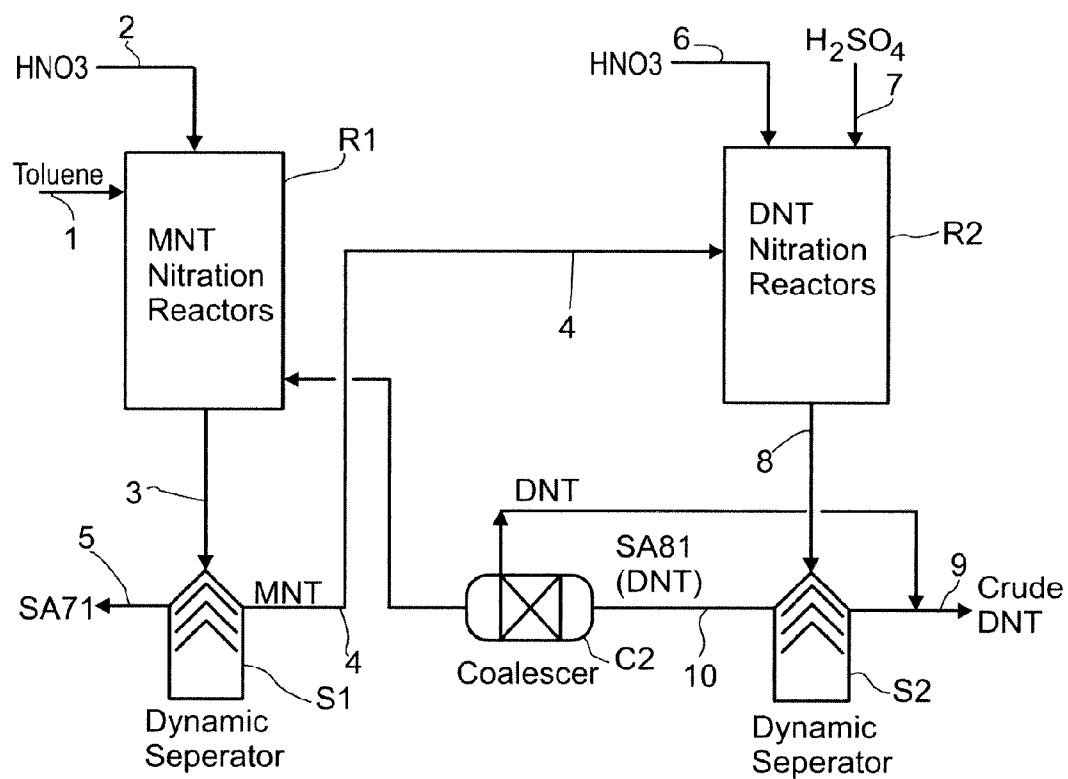 2
HNO3
6
HNO3
H₂SO₄
7
R1
Toluene
1
MNT
Nitration
Reactors
DNT
Nitration
Reactors
R2
4
3
8
DNT
5
SA81
(DNT)
9
SA71
MNT
Crude
DNT
4
C2
10
Coalescer
S1
S2
Dynamic
Seperator
Dynamic
Seperator